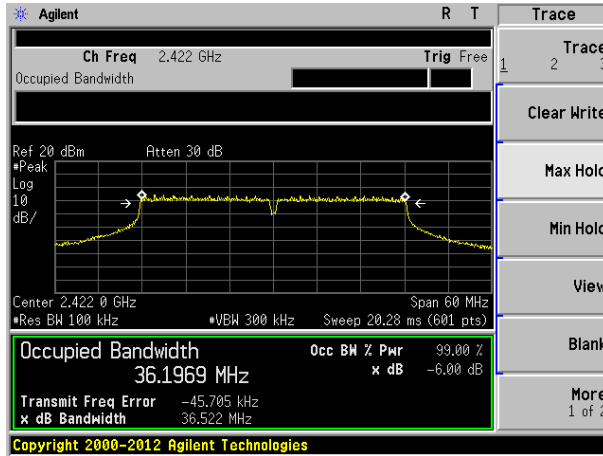 Agilent R T Trace
Ch Freq 2.422 GHz Trig Free
Occupied Bandwidth
Trace
1 2 3
Clear Write
Max Hold
Min Hold
View
Blank
More
1 of 2
Ref 20 dBm Atten 30 dB
#Peak
Log
10
dB/
Center 2.422 0 GHz Span 60 MHz
#Res BW 100 kHz #VBW 300 kHz Sweep 20.28 ms (601 pts)
Occupied Bandwidth Occ BW % Pwr 99.00 %
36.1969 MHz x dB -6.00 dB
Transmit Freq Error -45.705 kHz
x dB Bandwidth 36.522 MHz
Copyright 2000-2012 Agilent Technologies